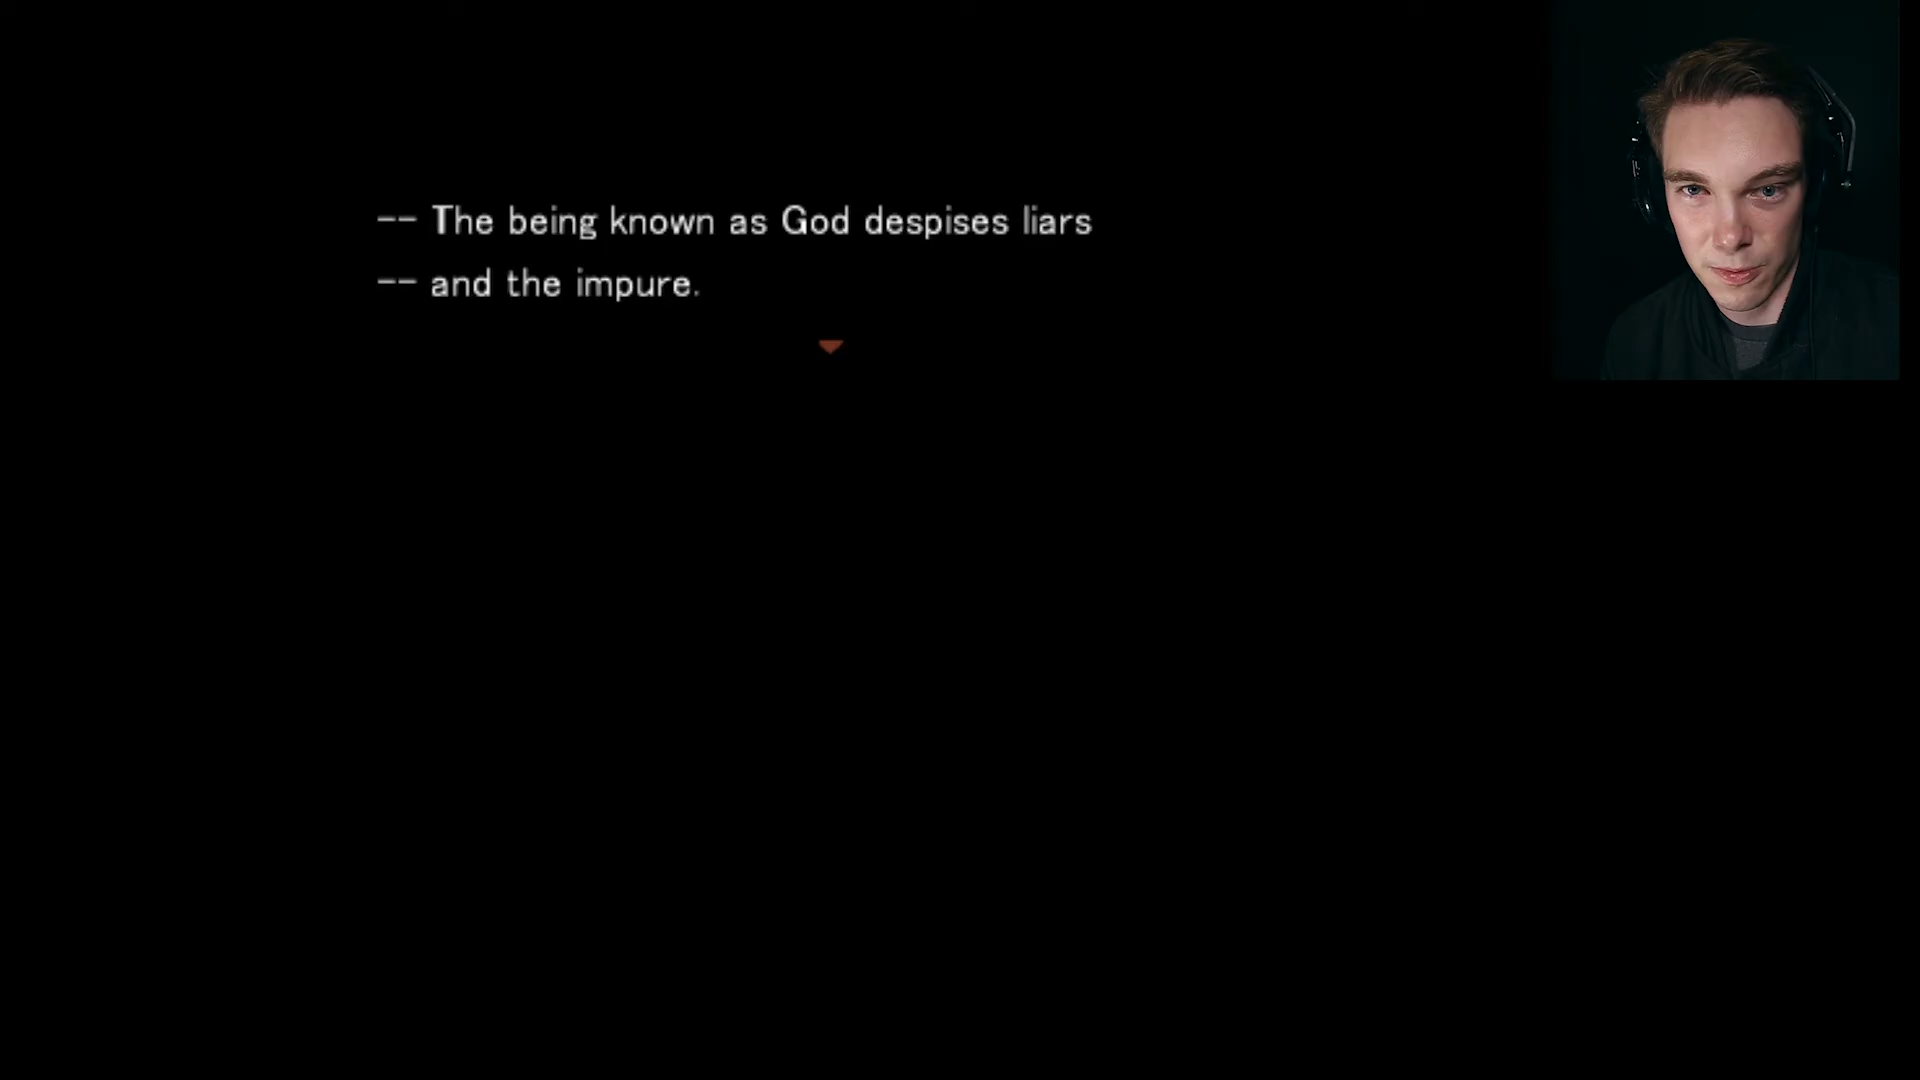 -- The being known as God despises liars
-- and the impure.